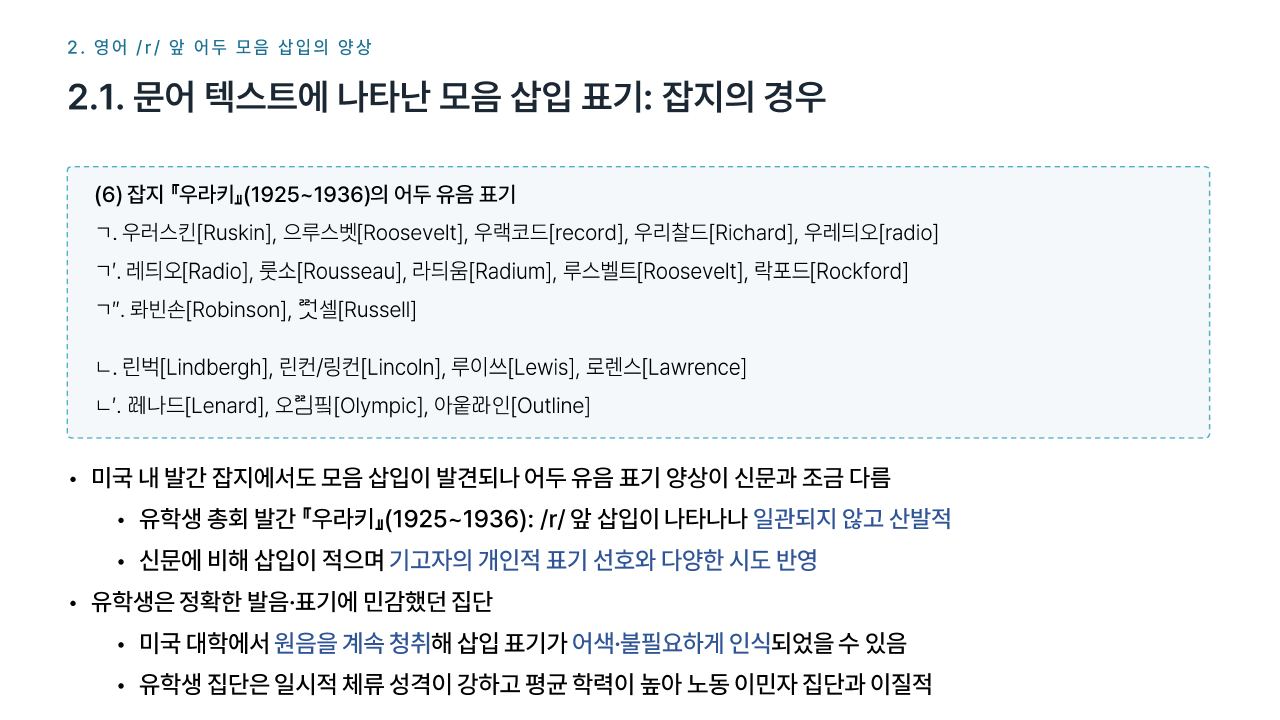 2. 영어 /r/ 앞 어두 모음 삽입의 양상
2.1. 문어 텍스트에 나타난 모음 삽입 표기: 잡지의 경우
(6) 잡지 『우라키』(1925~1936)의 어두 유음 표기
ㄱ. 우러스킨[Ruskin], 으루스벳[Roosevelt], 우랙코드[record], 우리찰드[Richard], 우레듸오[radio]
ㄱ′. 레듸오[Radio], 룻소[Rousseau], 라듸움[Radium], 루스벨트[Roosevelt], 락포드[Rockford]
ㄱ″. 롸빈손[Robinson], ᄙᅥᆺ셀[Russell]
ㄴ. 린벅[Lindbergh], 린컨/링컨[Lincoln], 루이쓰[Lewis], 로렌스[Lawrence]
ㄴ′. ᄙᅦ나드[Lenard], 오ᄙᅵᆷ픽[Olympic], 아웉ᄙᅡ인[Outline]
• 미국 내 발간 잡지에서도 모음 삽입이 발견되나 어두 유음 표기 양상이 신문과 조금 다름
• 유학생 총회 발간 『우라키』(1925~1936): /r/ 앞 삽입이 나타나나 일관되지 않고 산발적
• 신문에 비해 삽입이 적으며 기고자의 개인적 표기 선호와 다양한 시도 반영
• 유학생은 정확한 발음·표기에 민감했던 집단
• 미국 대학에서 원음을 계속 청취해 삽입 표기가 어색·불필요하게 인식되었을 수 있음
• 유학생 집단은 일시적 체류 성격이 강하고 평균 학력이 높아 노동 이민자 집단과 이질적